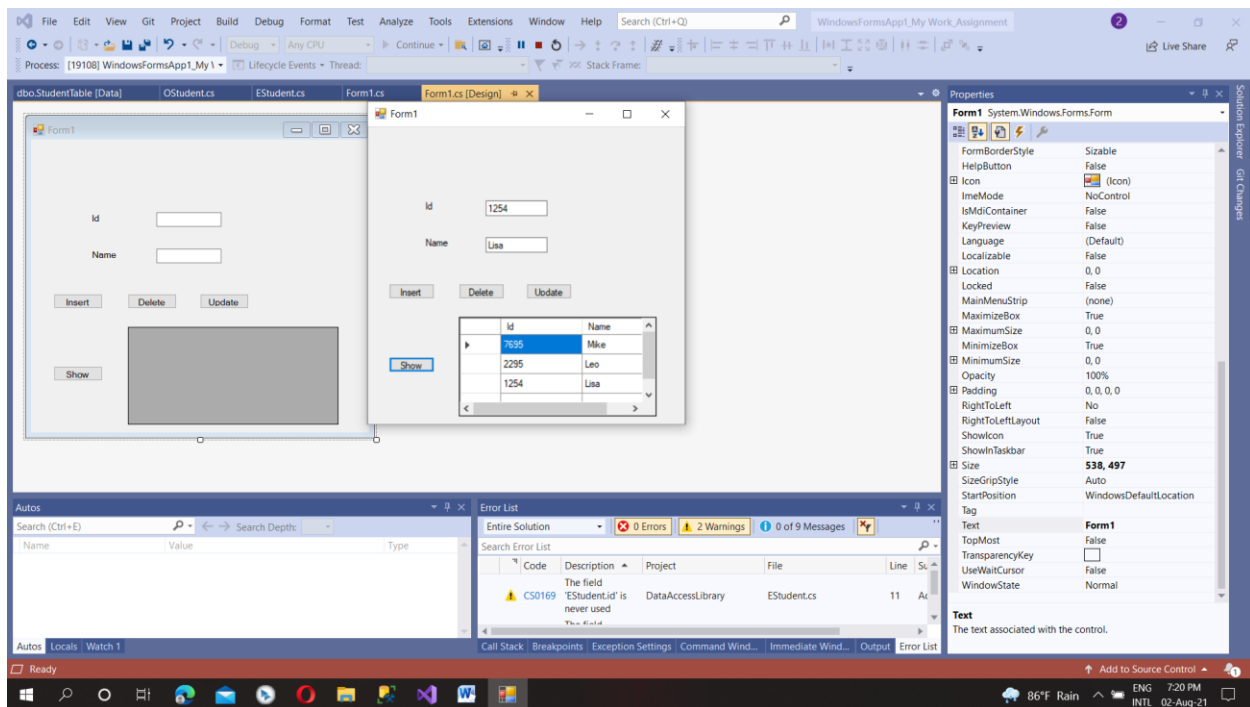 File Edit View Git Project Build Debug Format Test Analyze Tools Extensions Window Help Search (Ctrl+Q) WindowsFormsApp1_My Work_Assignment 2
Debug Any CPU Continue Live Share
Process: [19108] WindowsFormsApp1_My \ Lifecycle Events Thread: Stack Frame:
dbo.StudentTable [Data] OStudent.cs EStudent.cs Form1.cs Form1.cs [Design]
Form1
Id
Name
Insert Delete Update
Show
Form1
Id 1254
Name Lisa
Insert Delete Update
Show
Id Name
7695 Mike
2295 Leo
1254 Lisa
Properties
Form1 System.Windows.Forms.Form
FormBorderStyle Sizable
HelpButton False
Icon (Icon)
ImeMode NoControl
IsMdiContainer False
KeyPreview False
Language (Default)
Localizable False
Location 0, 0
Locked False
MainMenuStrip (none)
MaximizeBox True
MaximumSize 0, 0
MinimizeBox True
MinimumSize 0, 0
Opacity 100%
Padding 0, 0, 0, 0
RightToLeft No
RightToLeftLayout False
ShowIcon True
ShowInTaskbar True
Size 538, 497
SizeGripStyle Auto
StartPosition WindowsDefaultLocation
Tag
Text Form1
TopMost False
TransparencyKey
UseWaitCursor False
WindowState Normal
Text
The text associated with the control.
Solution Explorer
Git Changes
Autos
Search (Ctrl+E) Search Depth:
Name Value Type
Autos Locals Watch 1
Error List
Entire Solution 0 Errors 2 Warnings 0 of 9 Messages
Search Error List
Code Description Project File Line Su
CS0169 The field 'EStudent.id' is never used DataAccessLibrary EStudent.cs 11 Ac
Call Stack Breakpoints Exception Settings Command Wind... Immediate Wind... Output Error List
Ready Add to Source Control 1
86°F Rain ENG INTL 7:20 PM 02-Aug-21